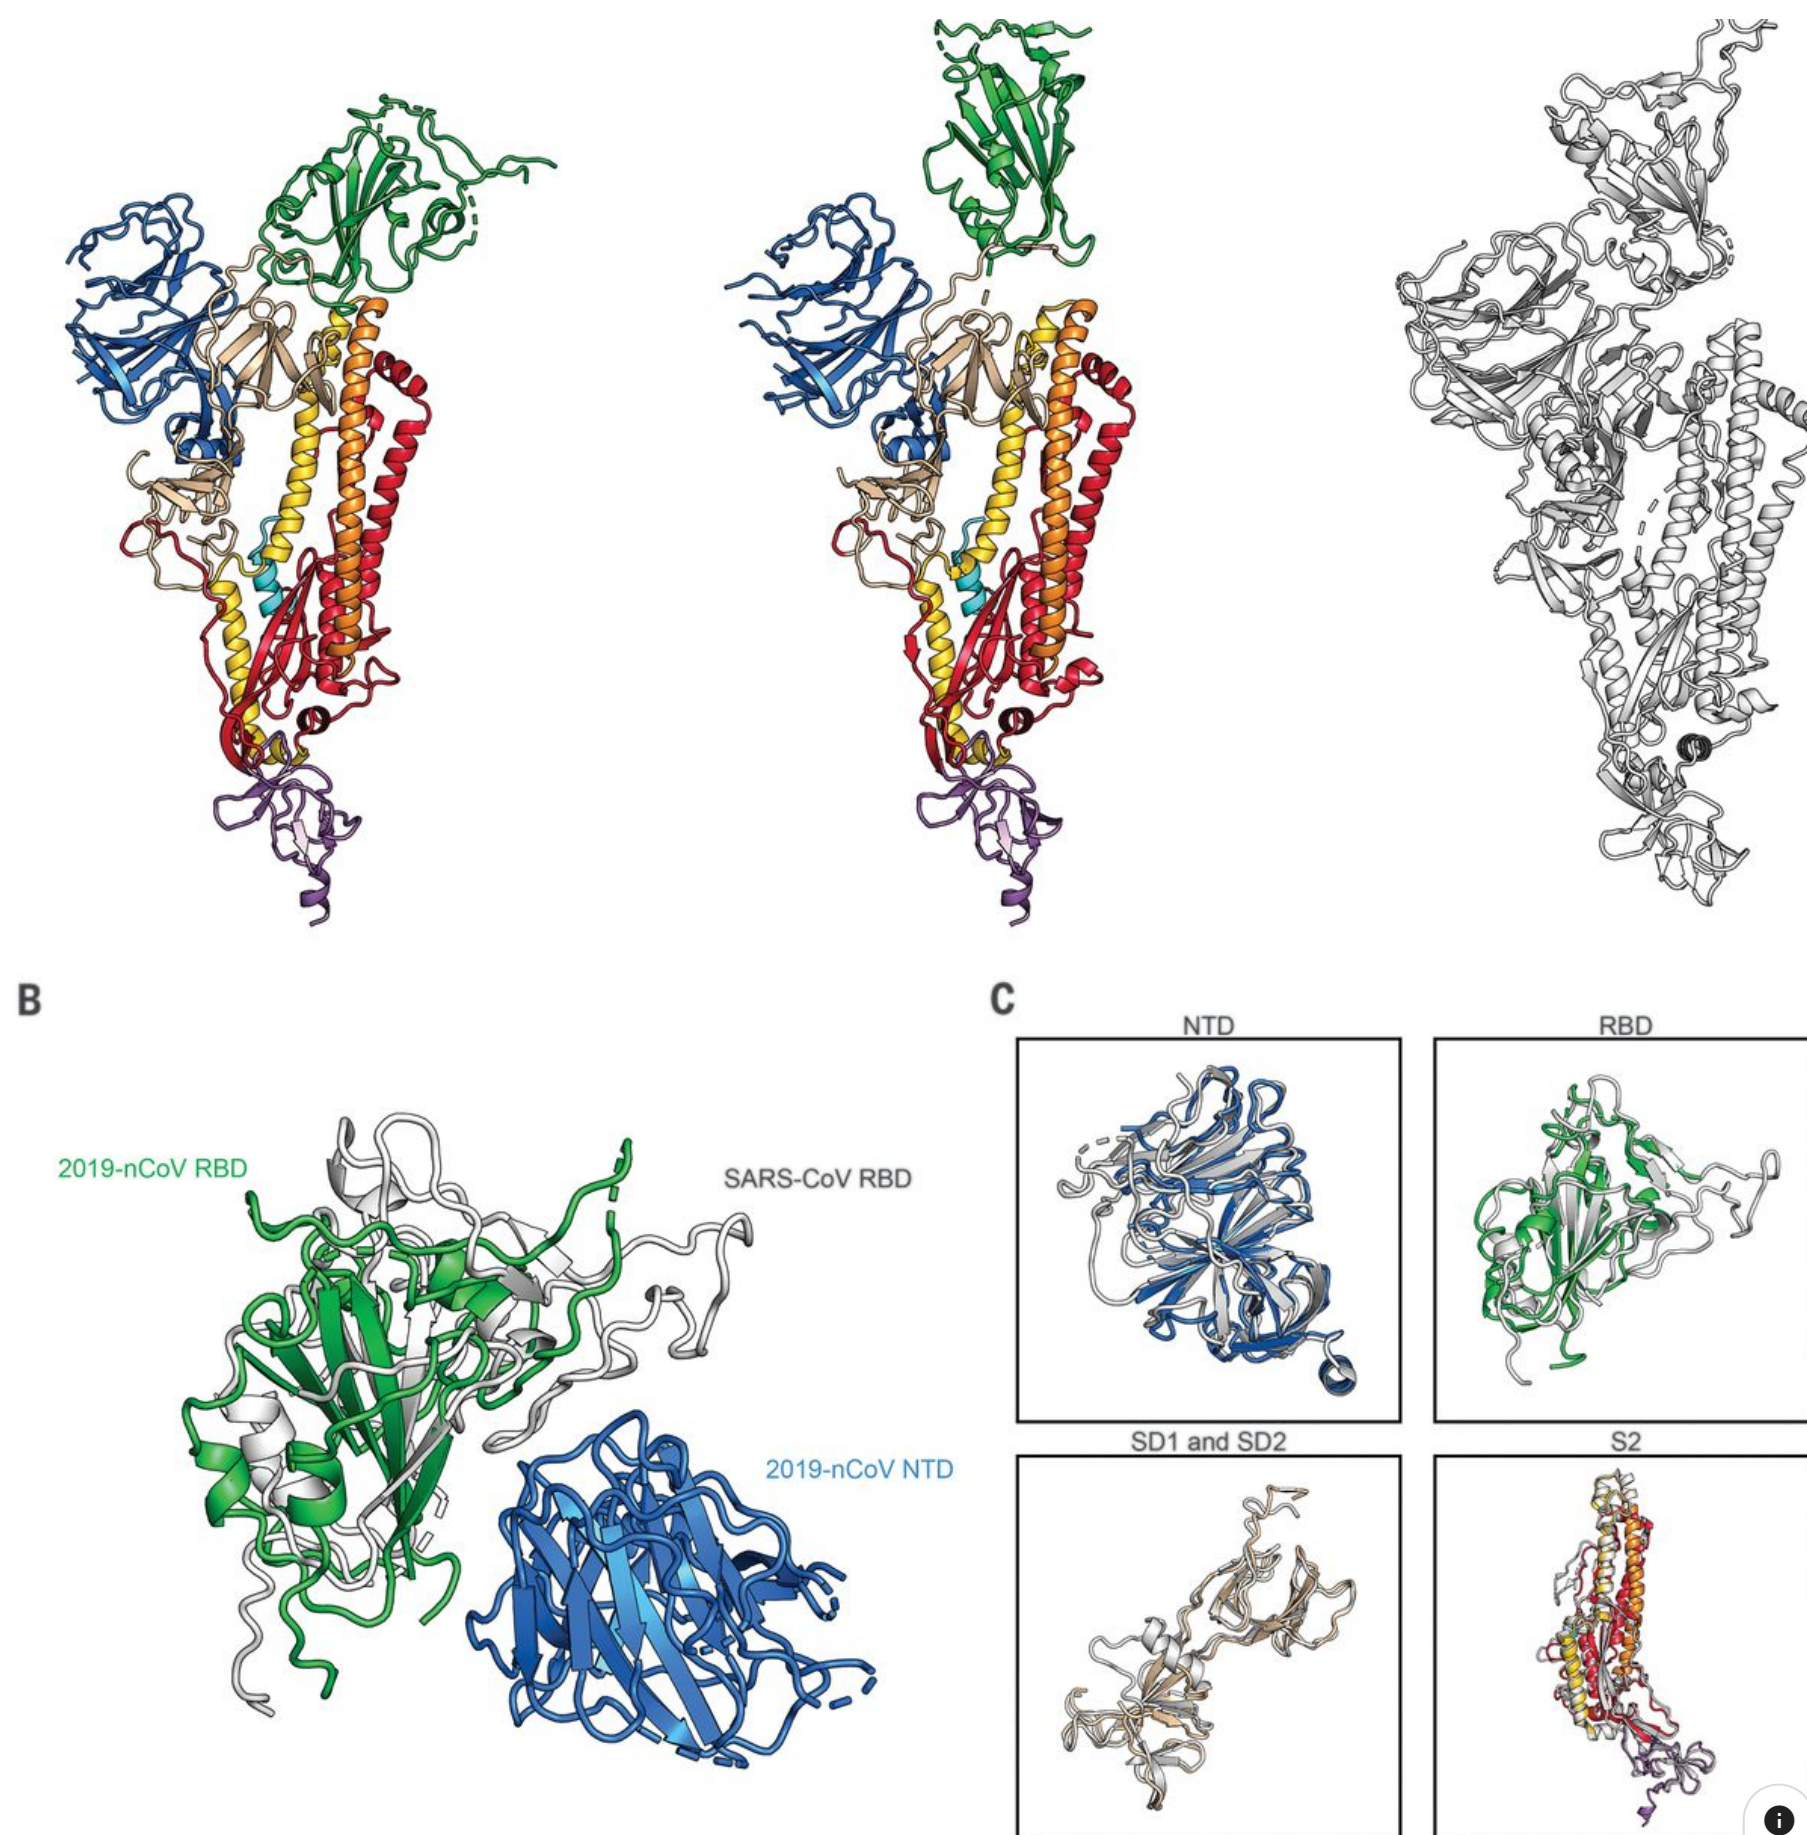 B
C
NTD
RBD
2019-nCoV RBD
SARS-CoV RBD
SD1 and SD2
S2
2019-nCoV NTD
i